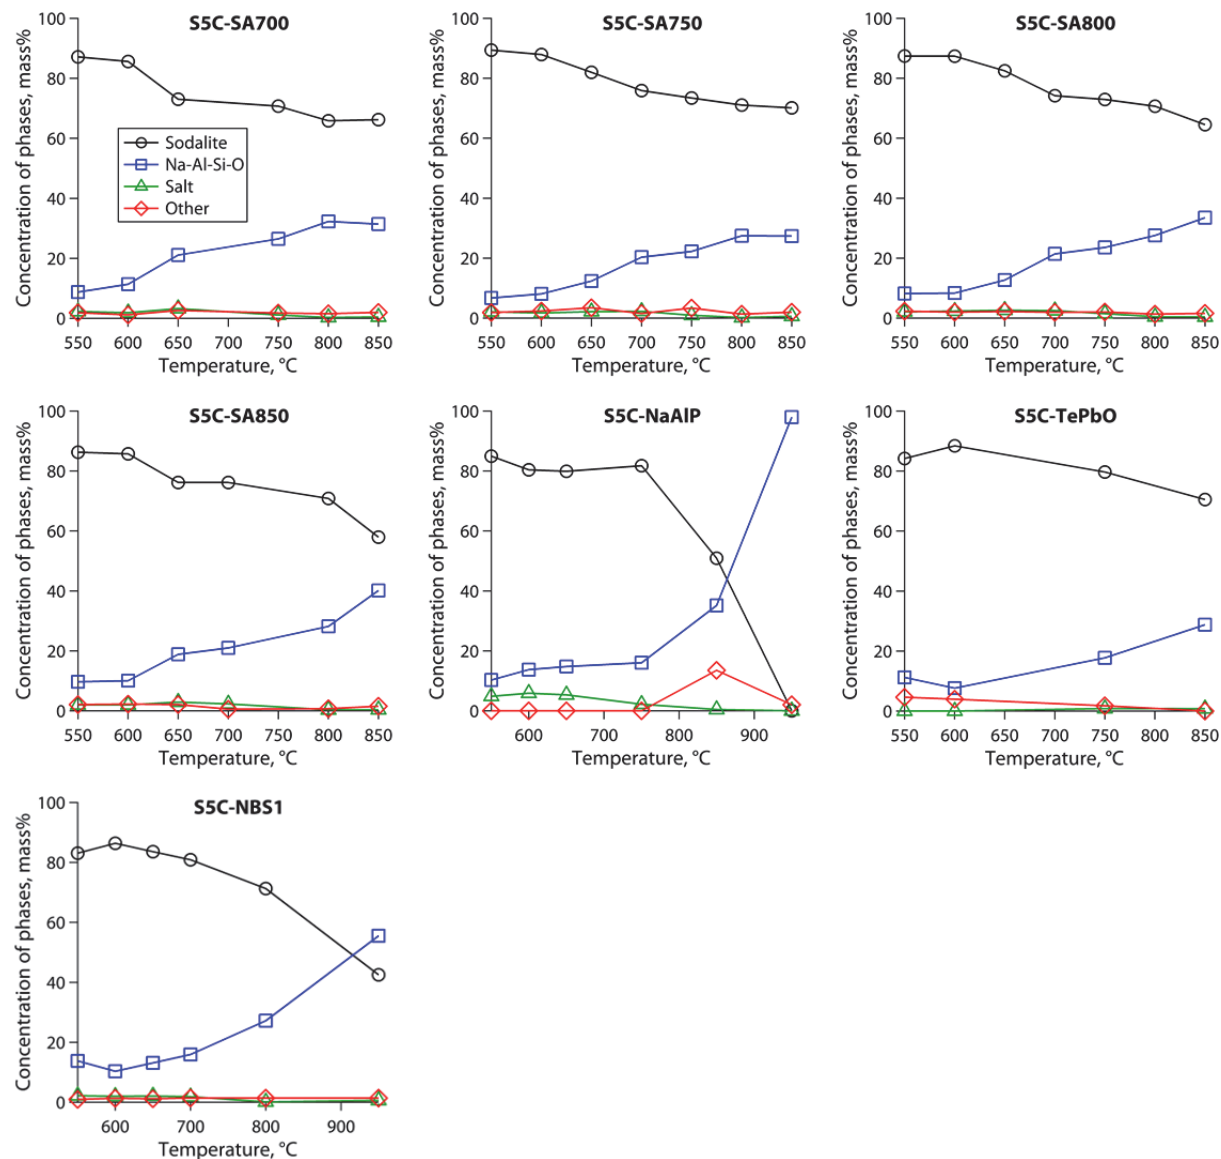 S5C-SA700
Concentration of phases, mass%
100
80
60
40
20
0
Sodalite
Na-Al-Si-O
Salt
Other
550 600 650 700 750 800 850
Temperature, °C
S5C-SA750
Concentration of phases, mass%
100
80
60
40
20
0
550 600 650 700 750 800 850
Temperature, °C
S5C-SA800
Concentration of phases, mass%
100
80
60
40
20
0
550 600 650 700 750 800 850
Temperature, °C
S5C-SA850
Concentration of phases, mass%
100
80
60
40
20
0
550 600 650 700 750 800 850
Temperature, °C
S5C-NaAlP
Concentration of phases, mass%
100
80
60
40
20
0
600 700 800 900
Temperature, °C
S5C-TePbO
Concentration of phases, mass%
100
80
60
40
20
0
550 600 650 700 750 800 850
Temperature, °C
S5C-NBS1
Concentration of phases, mass%
100
80
60
40
20
0
600 700 800 900
Temperature, °C